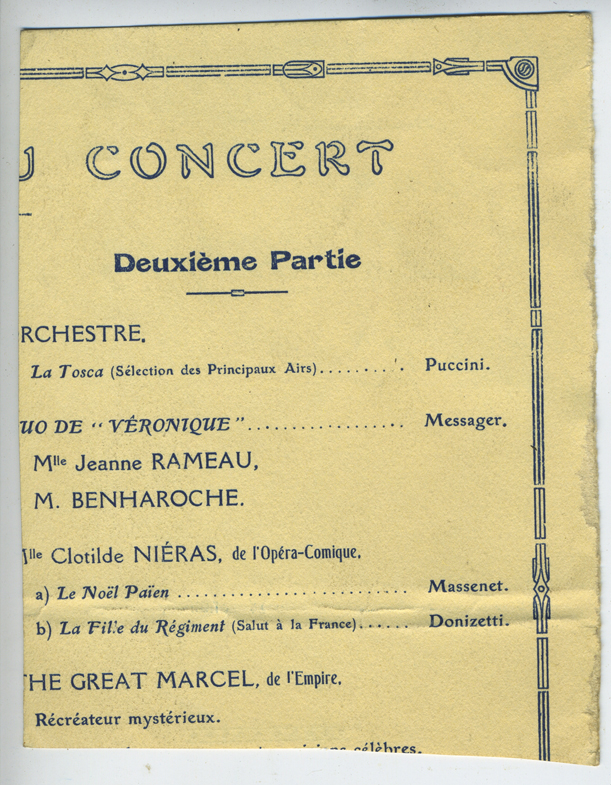 U CONCERT
Deuxième Partie
RCHESTRE.
La Tosca (Sélection des Principaux Airs)......... Puccini.
UO DE “ VÉRONIQUE ”.................. Messager.
Mlle Jeanne RAMEAU,
M. BENHAROCHE.
lle Clotilde NIÉRAS, de l'Opéra-Comique.
a) Le Noël Païen .......................... Massenet.
b) La Fille du Régiment (Salut à la France)...... Donizetti.
THE GREAT MARCEL, de l'Empire.
Récréateur mystérieux.
célèbres.